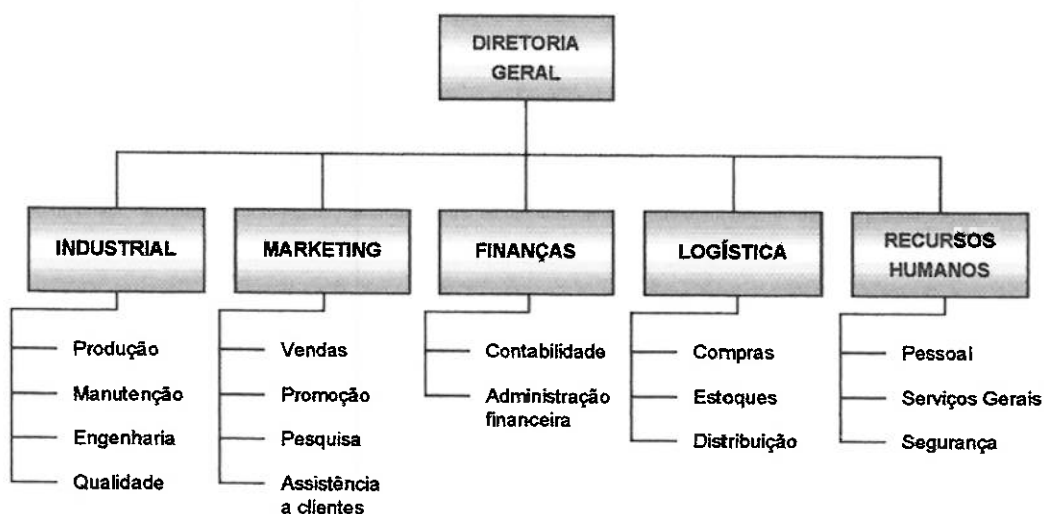 DIRETORIA
GERAL
INDUSTRIAL
MARKETING
FINANÇAS
LOGÍSTICA
RECURSOS
HUMANOS
Produção
Manutenção
Engenharia
Qualidade
Vendas
Promoção
Pesquisa
Assistência
a clientes
Contabilidade
Administração
financeira
Compras
Estoques
Distribuição
Pessoal
Serviços Gerais
Segurança